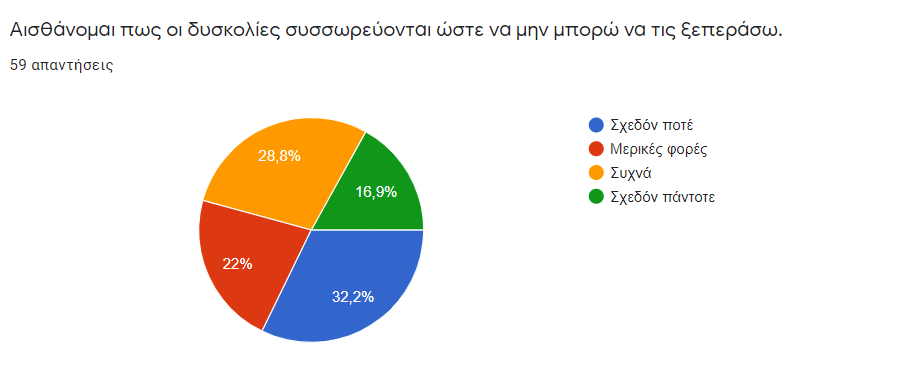 Αισθάνομαι πως οι δυσκολίες συσσωρεύονται ώστε να μην μπορώ να τις ξεπεράσω.
59 απαντήσεις
28,8%
16,9%
22%
32,2%
Σχεδόν ποτέ
Μερικές φορές
Συχνά
Σχεδόν πάντοτε